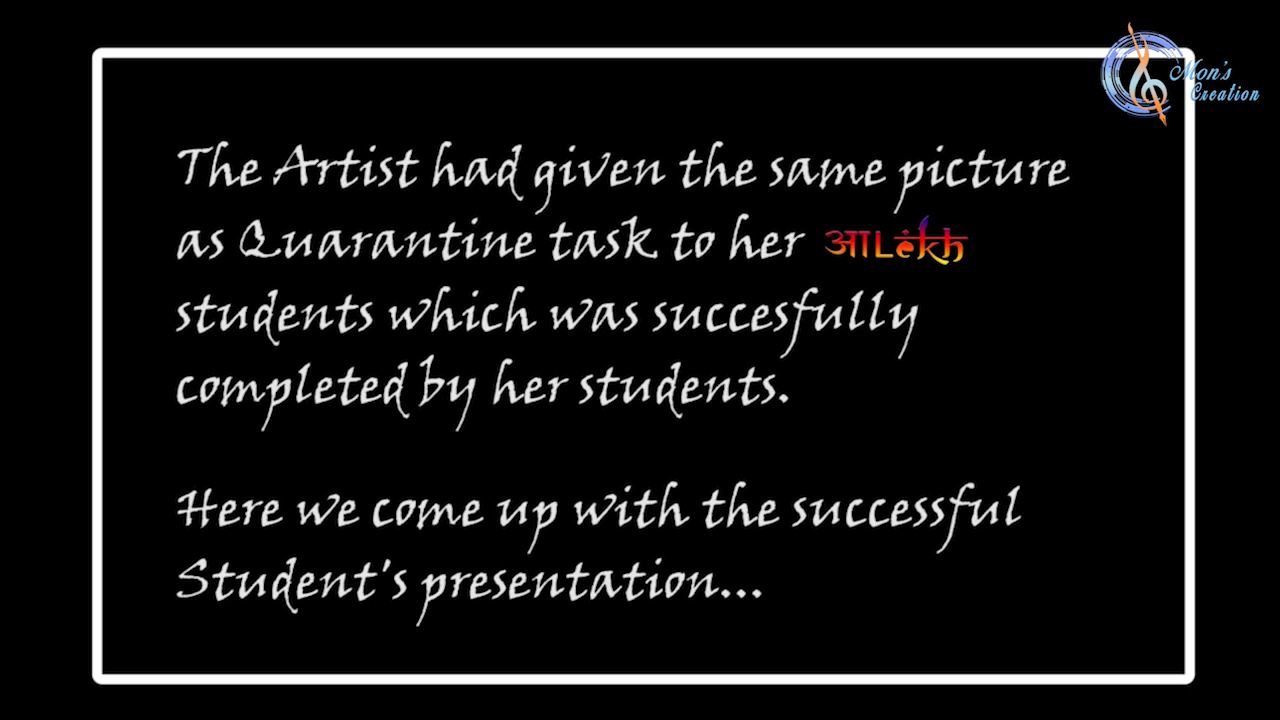 Mon's
Creation
The Artist had given the same picture
as Quarantine task to her आLekh
students which was succesfully
completed by her students.
Here we come up with the successful
Student's presentation...